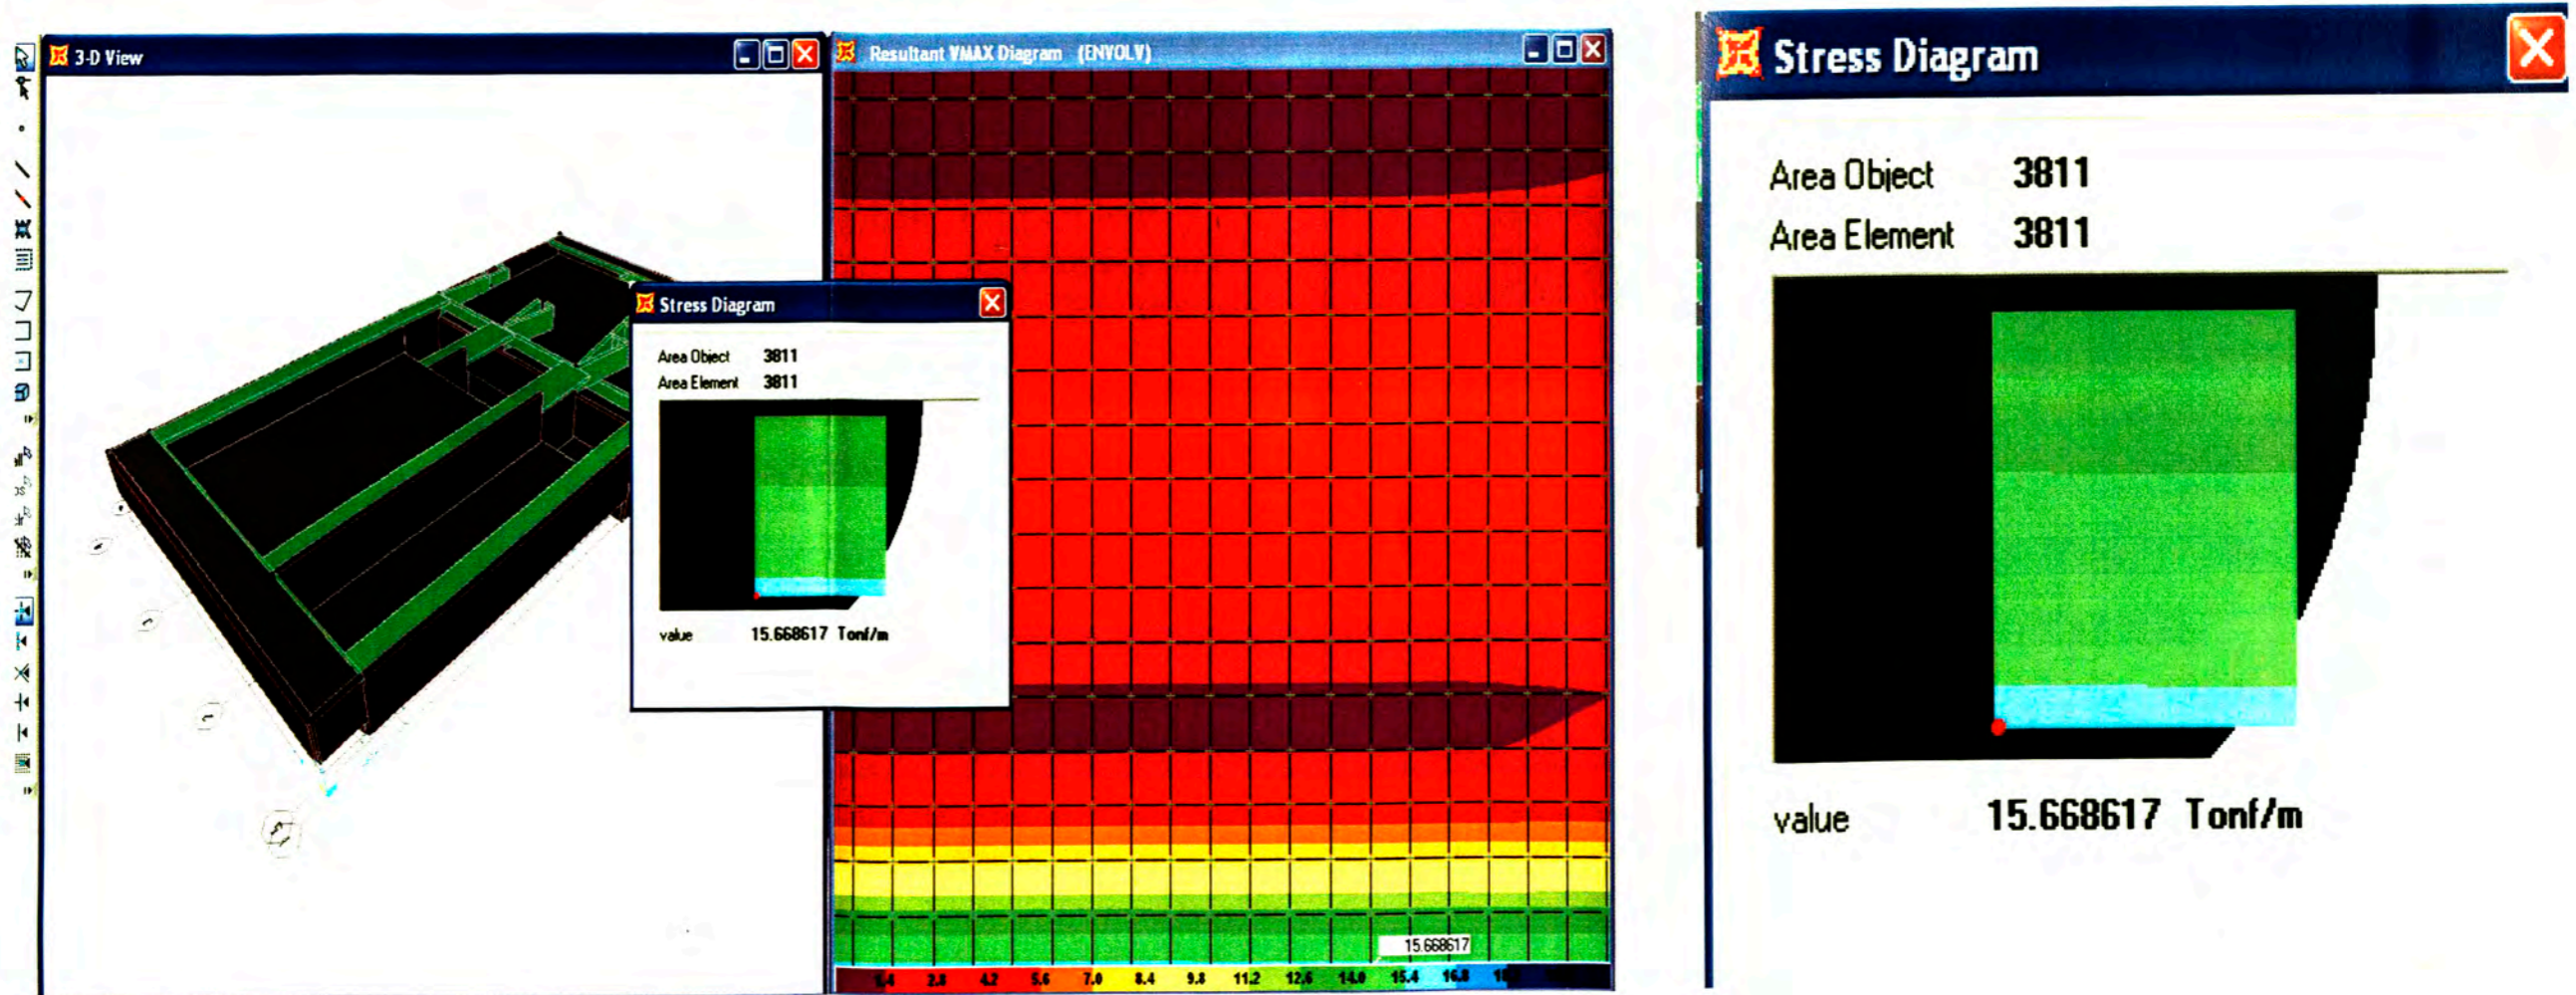 3-D View
Resultant VMAX Diagram (ENVOLV)
Stress Diagram
Area Object 3811
Area Element 3811
value 15.668617 Tonf/m
15.668617
2.8 4.2 5.6 7.0 8.4 9.8 11.2 12.6 14.0 15.4 16.8
Stress Diagram
Area Object 3811
Area Element 3811
value 15.668617 Tonf/m